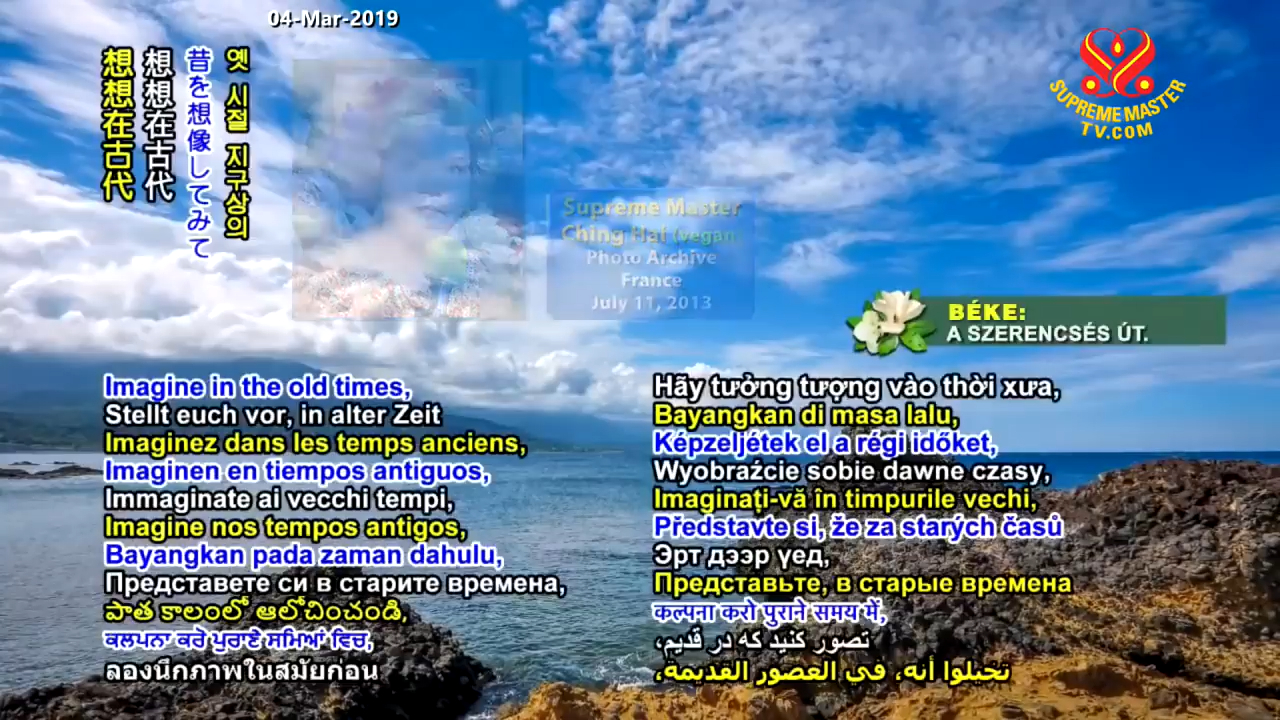 04-Mar-2019
想想在古代
想想在古代
昔を想像してみて
옛 시절 지구상의
SUPREME MASTER
TV.COM
Supreme Master
Ching Hai (vegan)
Photo Archive
France
July 11, 2013
BÉKE:
A SZERENCSÉS ÚT.
Imagine in the old times,
Stellt euch vor, in alter Zeit
Imaginez dans les temps anciens,
Imaginen en tiempos antiguos,
Immaginate ai vecchi tempi,
Imagine nos tempos antigos,
Bayangkan pada zaman dahulu,
Представете си в старите времена,
పాత కాలంలో ఆలోచించండి,
ਕਲਪਨਾ ਕਰੋ ਪੁਰਾਣੇ ਸਮਿਆਂ ਵਿਚ,
ลองนึกภาพในสมัยก่อน
Hãy tưởng tượng vào thời xưa,
Bayangkan di masa lalu,
Képzeljétek el a régi időket,
Wyobraźcie sobie dawne czasy,
Imaginați-vă în timpurile vechi,
Představte si, že za starých časů
Эрт дээр үед,
Представьте, в старые времена
कल्पना करो पुराने समय में,
تصور کنید که در قدیم،
تخيلوا أنه، في العصور القديمة،